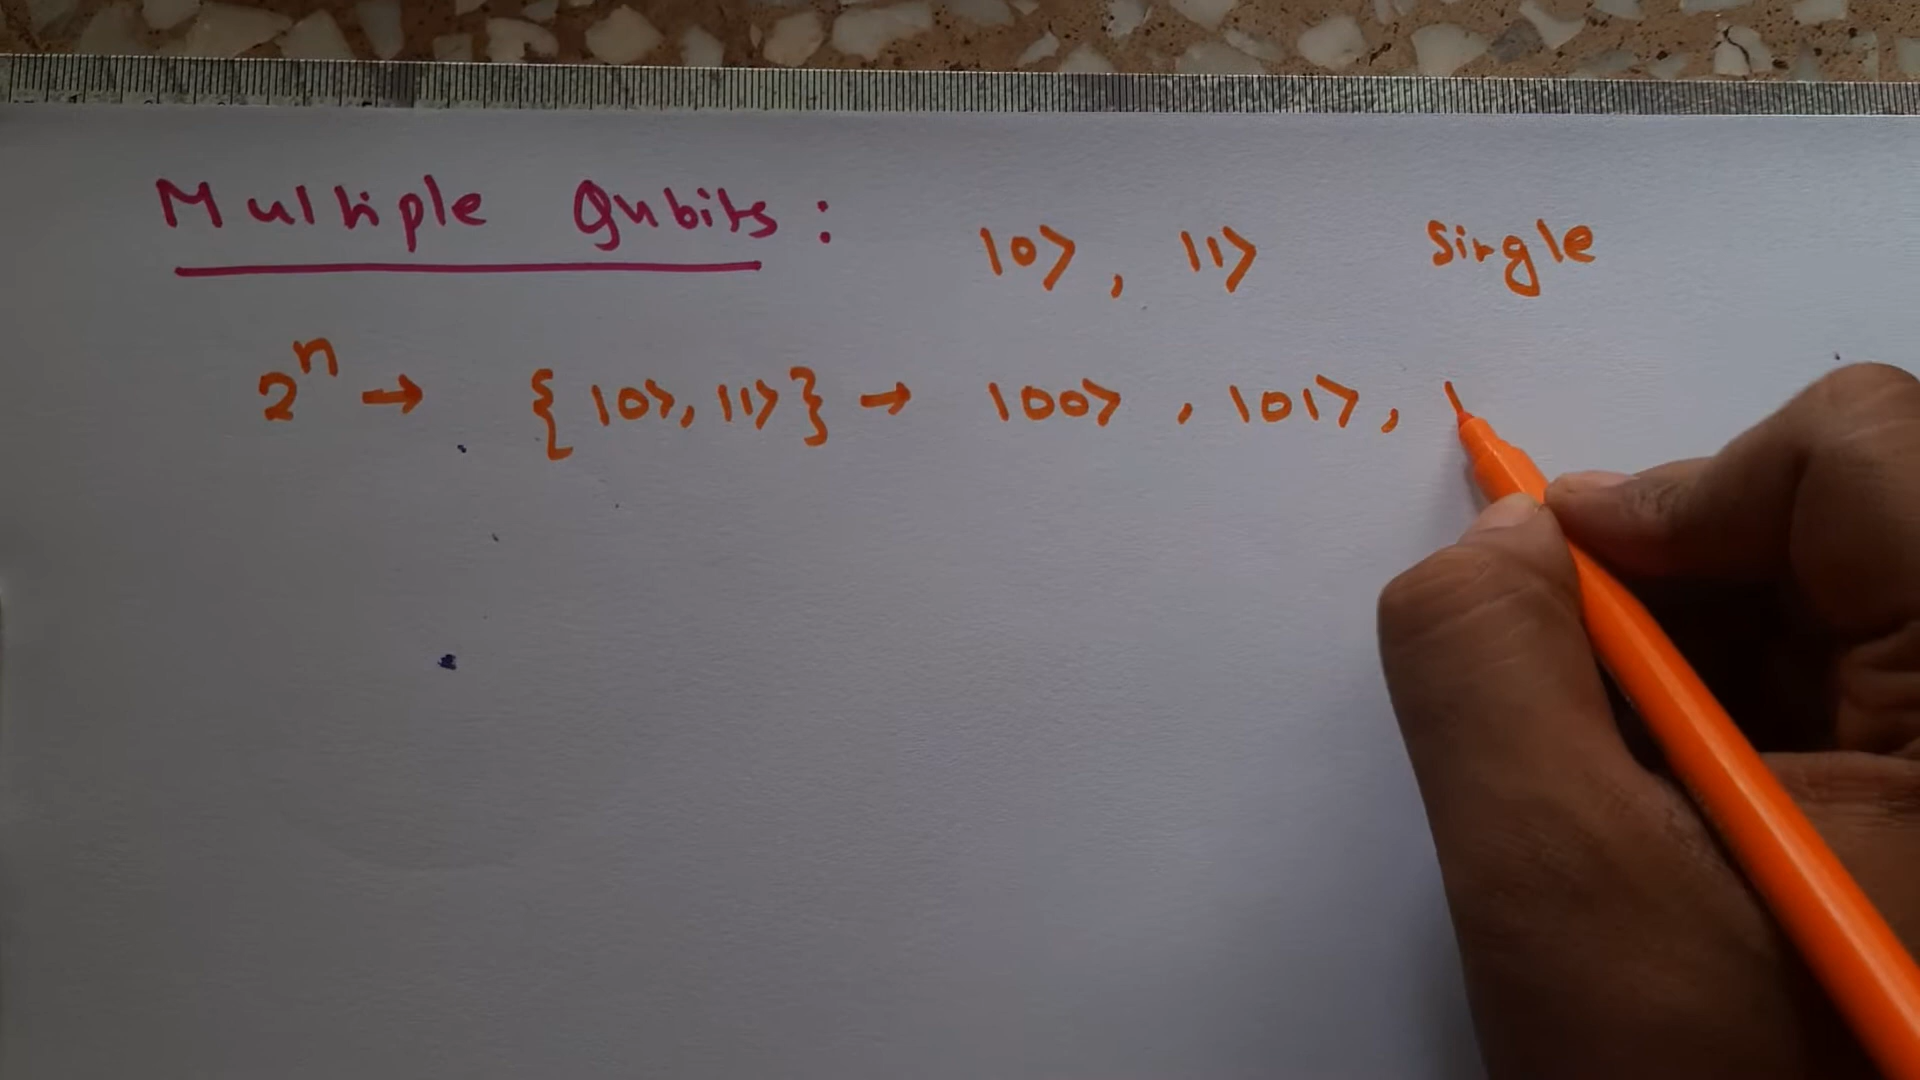 Multiple Qubits : |0⟩ , |1⟩ Single
2ⁿ → { |0⟩, |1⟩ } → |00⟩ , |01⟩ ,